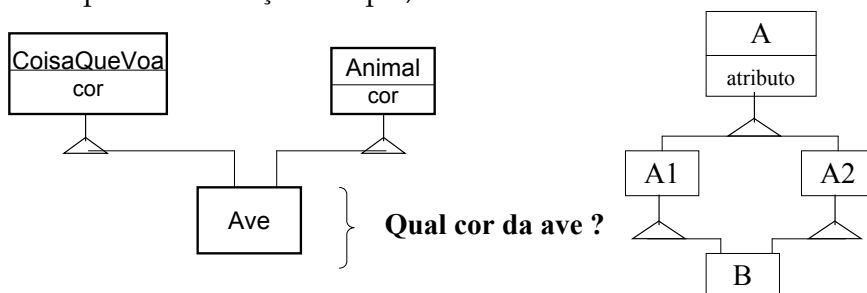 CoisaQueVoa
cor
Animal
cor
Ave
Qual cor da ave ?
A
atributo
A1
A2
B